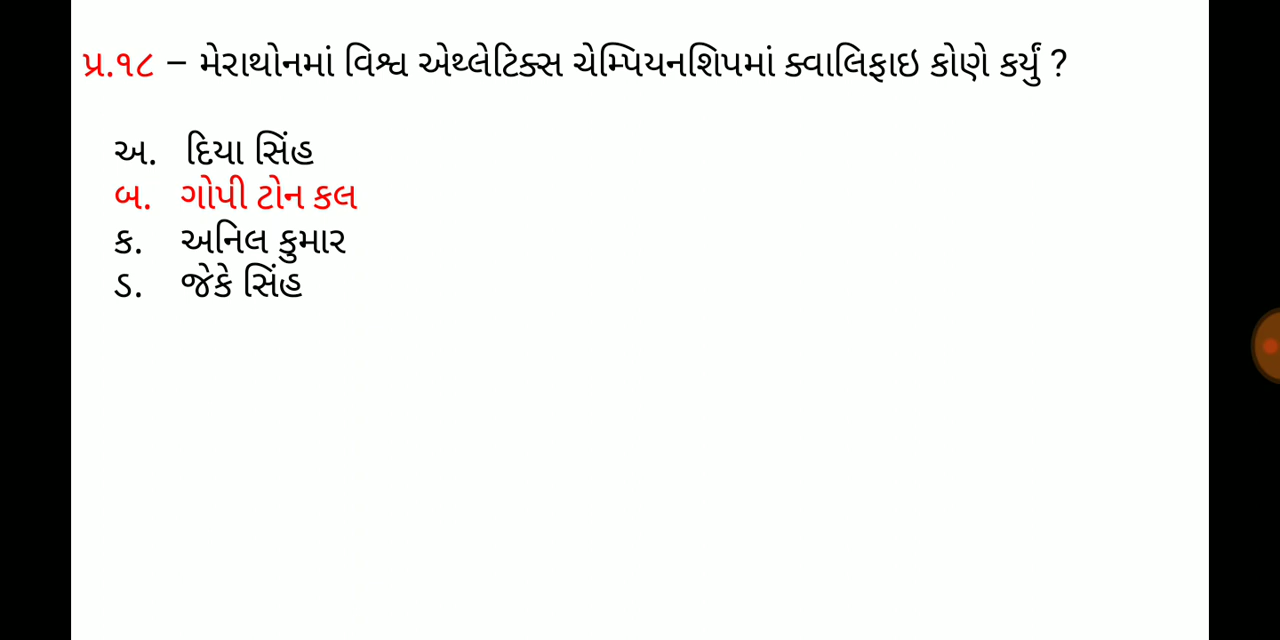 પ્ર.૧૮ – મેરાથોનમાં વિશ્વ એથ્લેટિક્સ ચેમ્પિયનશિપમાં ક્વાલિફાઇ કોણે કર્યું ?
અ. દિયા સિંહ
બ. ગોપી ટોન કલ
ક. અનિલ કુમાર
ડ. જેકે સિંહ